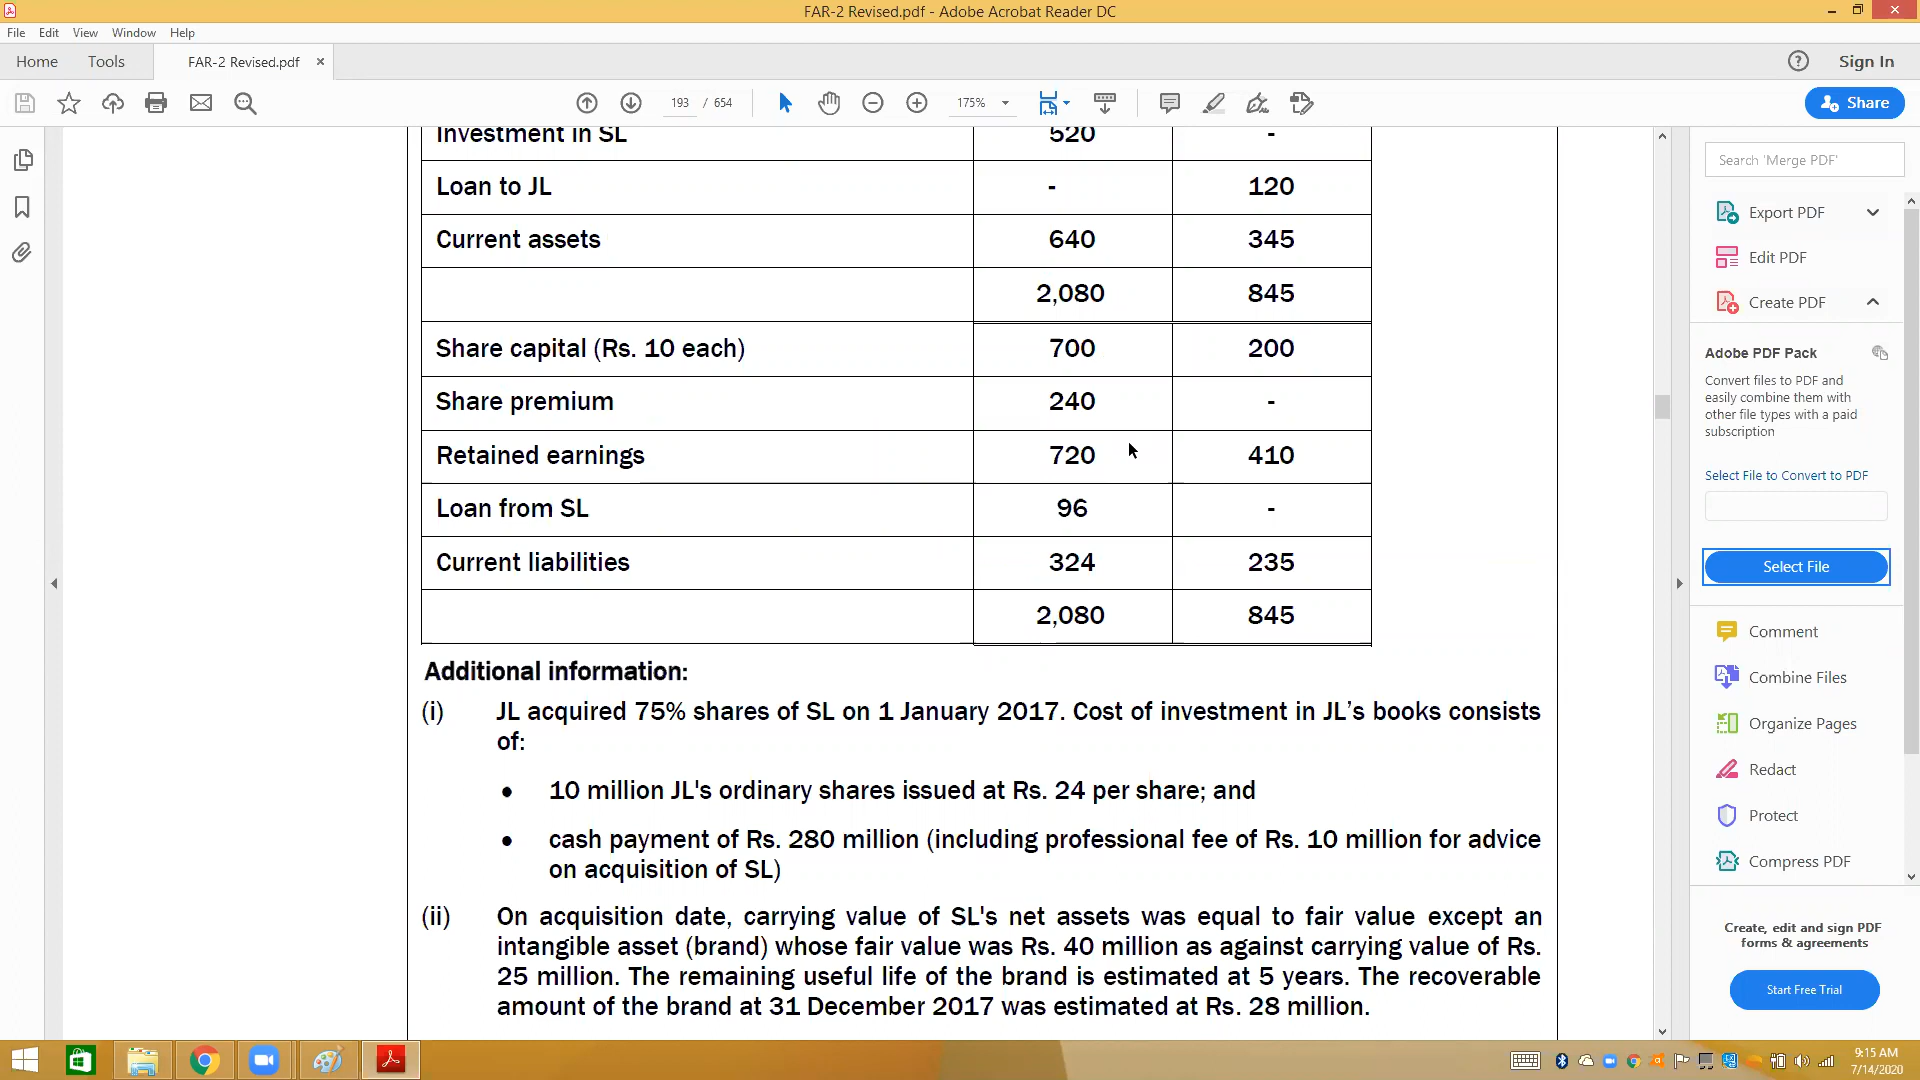 FAR-2 Revised.pdf - Adobe Acrobat Reader DC
File Edit View Window Help
Home Tools FAR-2 Revised.pdf × Sign In
193 / 654 175% Share
Investment in SL 520 -
Loan to JL - 120
Current assets 640 345
2,080 845
Share capital (Rs. 10 each) 700 200
Share premium 240 -
Retained earnings 720 410
Loan from SL 96 -
Current liabilities 324 235
2,080 845
Additional information:
(i) JL acquired 75% shares of SL on 1 January 2017. Cost of investment in JL’s books consists
of:
• 10 million JL's ordinary shares issued at Rs. 24 per share; and
• cash payment of Rs. 280 million (including professional fee of Rs. 10 million for advice
on acquisition of SL)
(ii) On acquisition date, carrying value of SL's net assets was equal to fair value except an
intangible asset (brand) whose fair value was Rs. 40 million as against carrying value of Rs.
25 million. The remaining useful life of the brand is estimated at 5 years. The recoverable
amount of the brand at 31 December 2017 was estimated at Rs. 28 million.
Search 'Merge PDF'
Export PDF
Edit PDF
Create PDF
Adobe PDF Pack
Convert files to PDF and
easily combine them with
other file types with a paid
subscription
Select File to Convert to PDF
Select File
Comment
Combine Files
Organize Pages
Redact
Protect
Compress PDF
Create, edit and sign PDF
forms & agreements
Start Free Trial
9:15 AM
7/14/2020